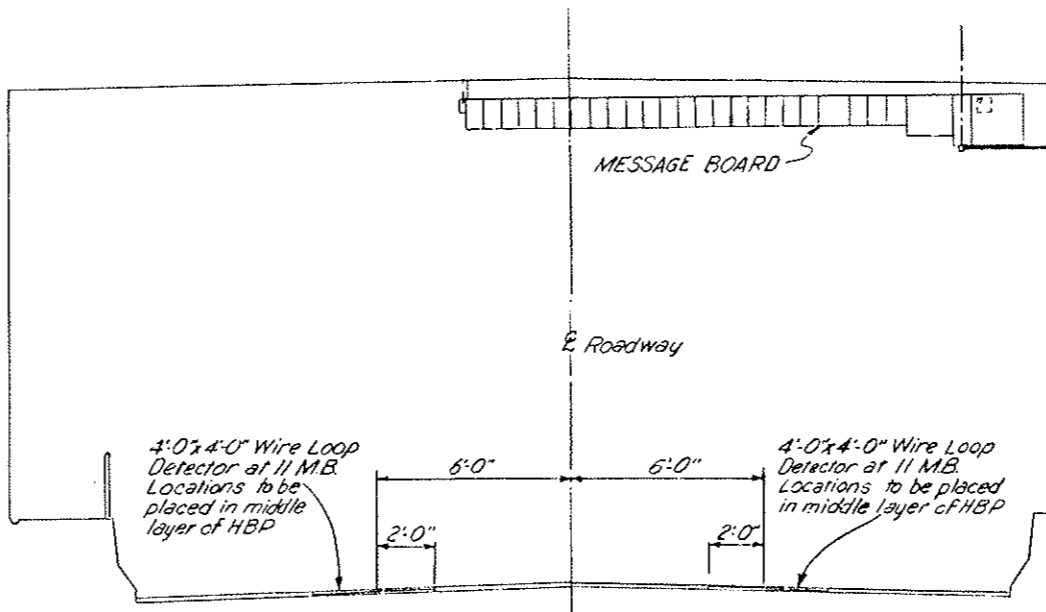 MESSAGE BOARD
℄ Roadway
4'-0"x4'-0" Wire Loop
Detector at 11 M.B.
Locations to be
placed in middle
layer of HBP
6'-0"
6'-0"
2'-0"
2'-0"
4'-0"x4'-0" Wire Loop
Detector at 11 M.B.
Locations to be placed
in middle layer of HBP